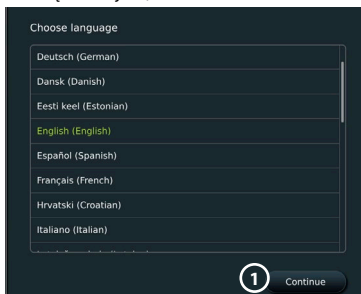 Choose language
Deutsch (German)
Dansk (Danish)
Eesti keel (Estonian)
English (English)
Español (Spanish)
Français (French)
Hrvatski (Croatian)
Italiano (Italian)
1 Continue